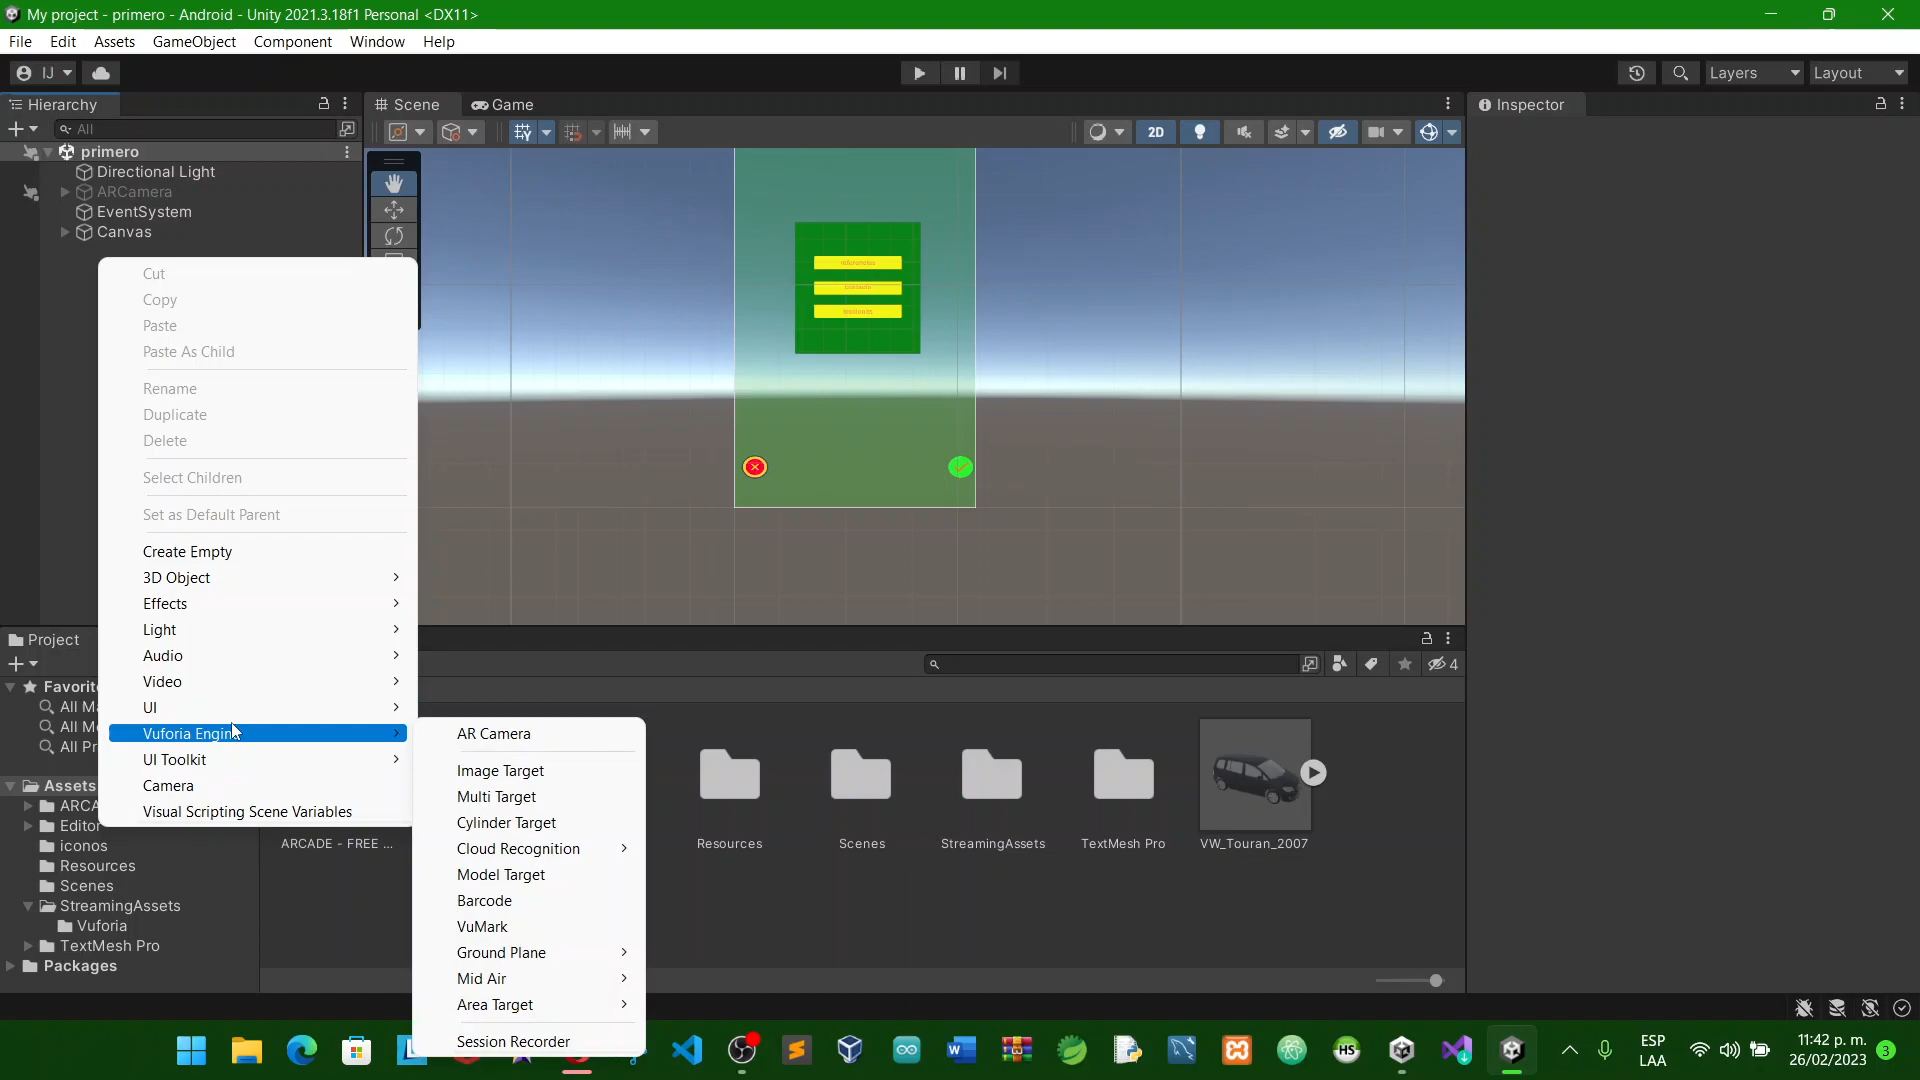 My project - primero - Android - Unity 2021.3.18f1 Personal <DX11>
File Edit Assets GameObject Component Window Help
IJ
Layers
Layout
Hierarchy
Scene
Game
Inspector
All
2D
primero
Directional Light
ARCamera
EventSystem
Canvas
Cut
Copy
Paste
Paste As Child
Rename
Duplicate
Delete
Select Children
Set as Default Parent
Create Empty
3D Object
Effects
Light
Audio
Video
UI
Vuforia Engin
UI Toolkit
Camera
Visual Scripting Scene Variables
AR Camera
Image Target
Multi Target
Cylinder Target
Cloud Recognition
Model Target
Barcode
VuMark
Ground Plane
Mid Air
Area Target
Session Recorder
Project
4
Favorit
All Ma
All M
All Pr
Assets
ARCA
Editor
iconos
Resources
Scenes
StreamingAssets
Vuforia
TextMesh Pro
Packages
ARCADE - FREE ...
Resources
Scenes
StreamingAssets
TextMesh Pro
VW_Touran_2007
HS
ESP
LAA
11:42 p. m.
26/02/2023
3